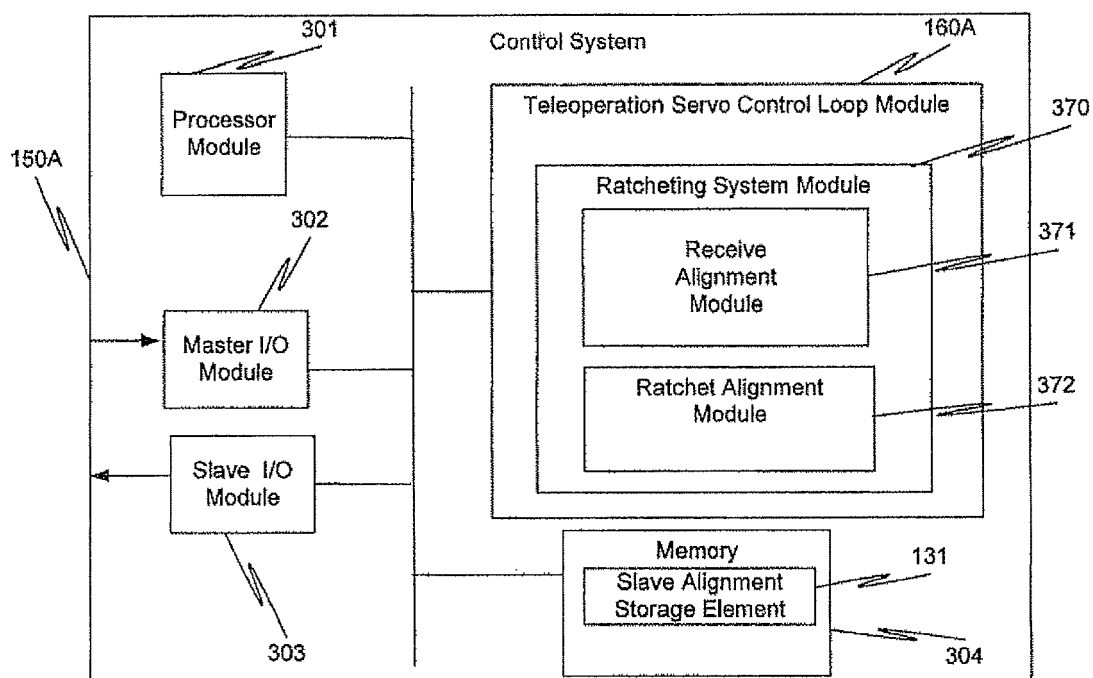 301
Control System
160A
Processor
Module
Teleoperation Servo Control Loop Module
370
150A
Ratcheting System Module
302
Receive
Alignment
Module
371
Master I/O
Module
Ratchet Alignment
Module
372
Slave I/O
Module
Memory
131
Slave Alignment
Storage Element
303
304